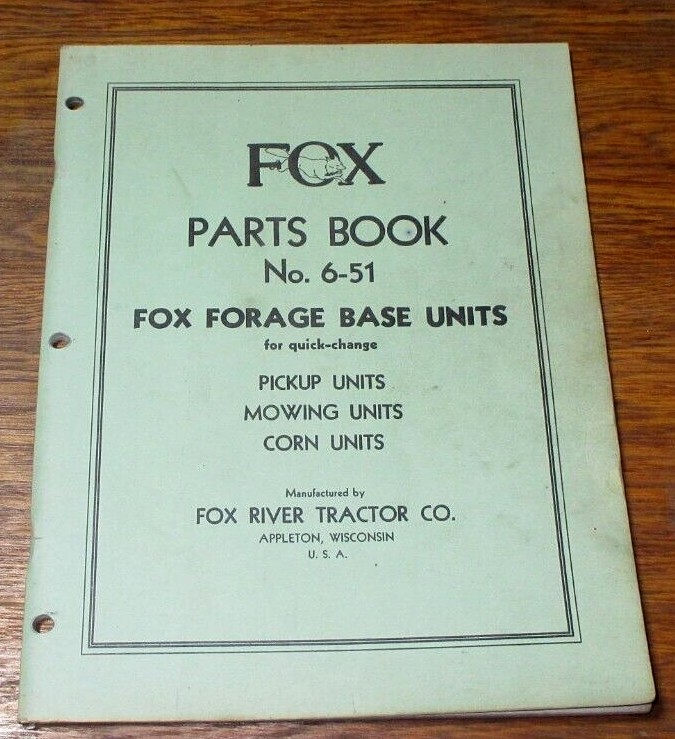 FOX
PARTS BOOK
No. 6-51
FOX FORAGE BASE UNITS
for quick-change
PICKUP UNITS
MOWING UNITS
CORN UNITS
Manufactured by
FOX RIVER TRACTOR CO.
APPLETON, WISCONSIN
U. S. A.